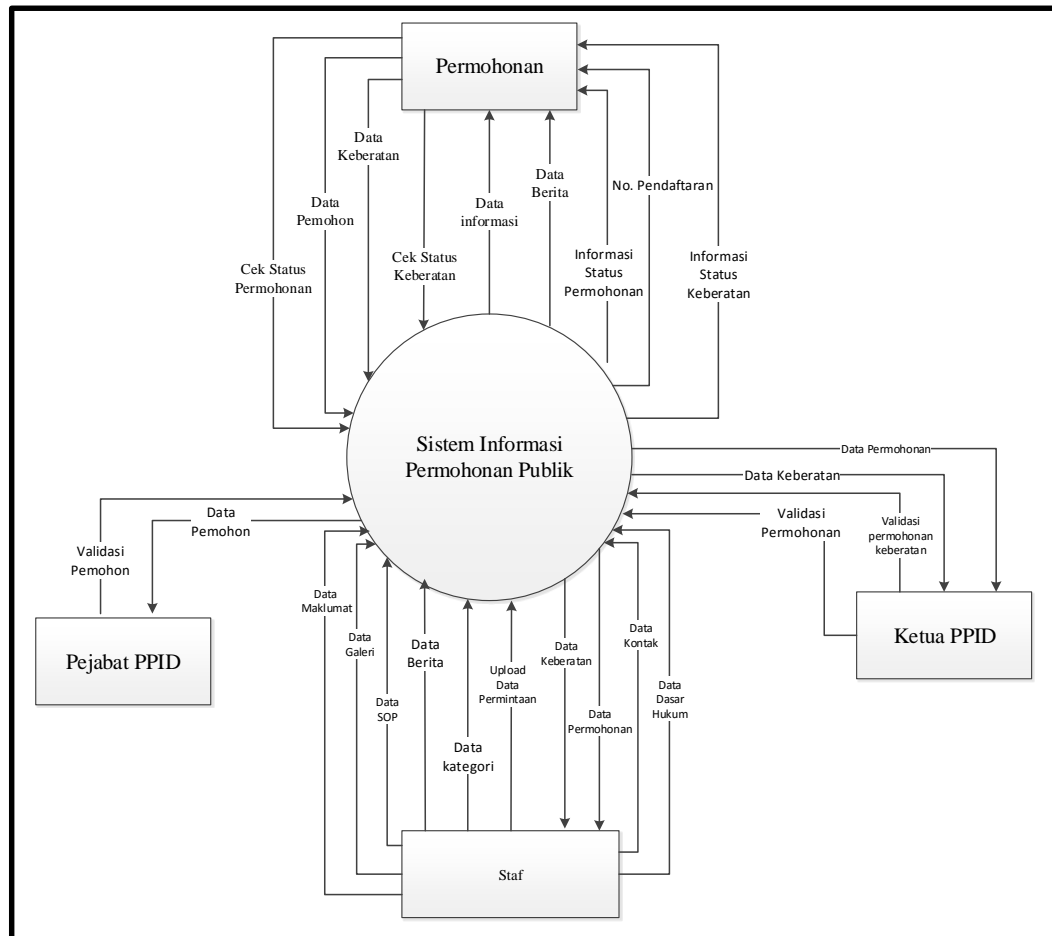 Permohonan
Data
Keberatan
Data
Pemohon
Cek Status
Permohonan
Cek Status
Keberatan
Data
informasi
Data
Berita
No. Pendaftaran
Informasi
Status
Permohonan
Informasi
Status
Keberatan
Sistem Informasi
Permohonan Publik
Data Permohonan
Data Keberatan
Validasi
Permohonan
Validasi
permohonan
keberatan
Ketua PPID
Data
Pemohon
Validasi
Pemohon
Pejabat PPID
Data
Maklumat
Data
Galeri
Data
SOP
Data
Berita
Data
kategori
Upload
Data
Permintaan
Data
Keberatan
Data
Permohonan
Data
Kontak
Data
Dasar
Hukum
Staf